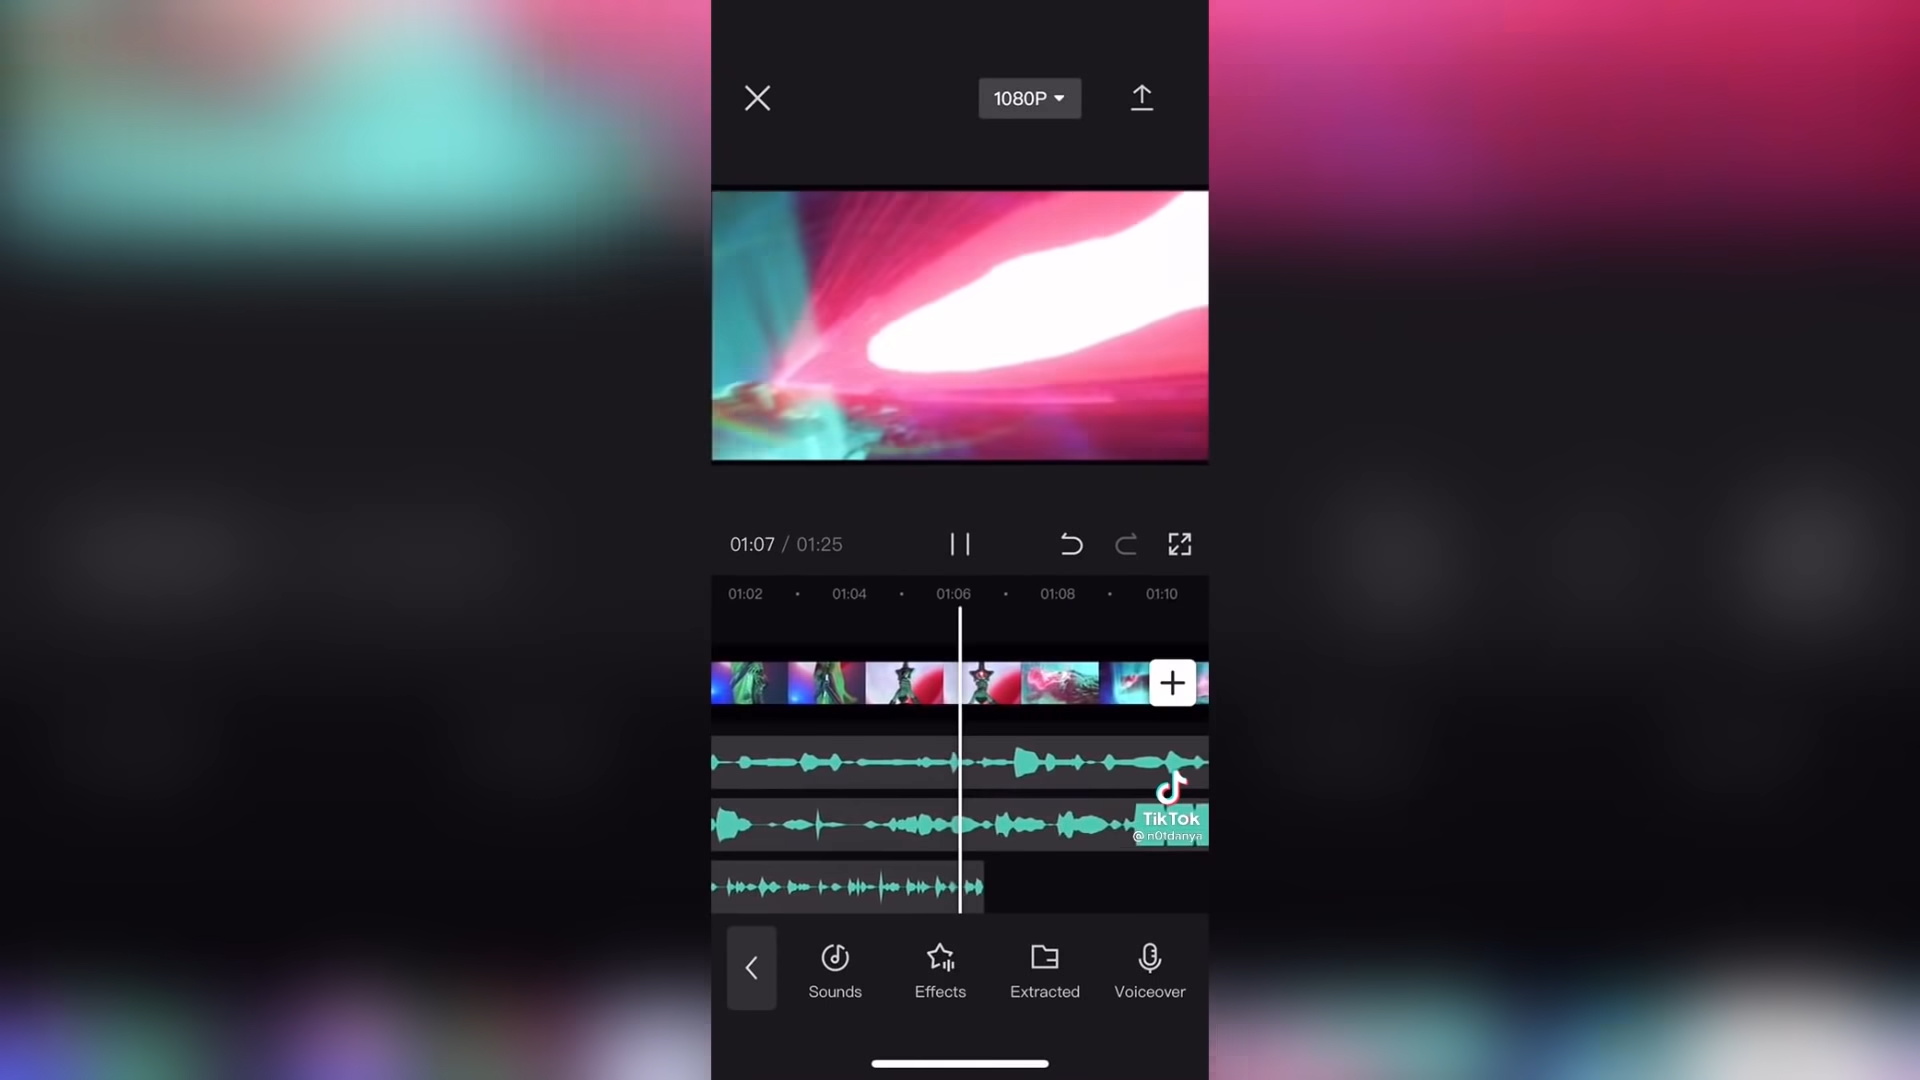 1080P
01:07 / 01:25
01:02 01:04 01:06 01:08 01:10
TikTok
@n01danya
Sounds Effects Extracted Voiceover